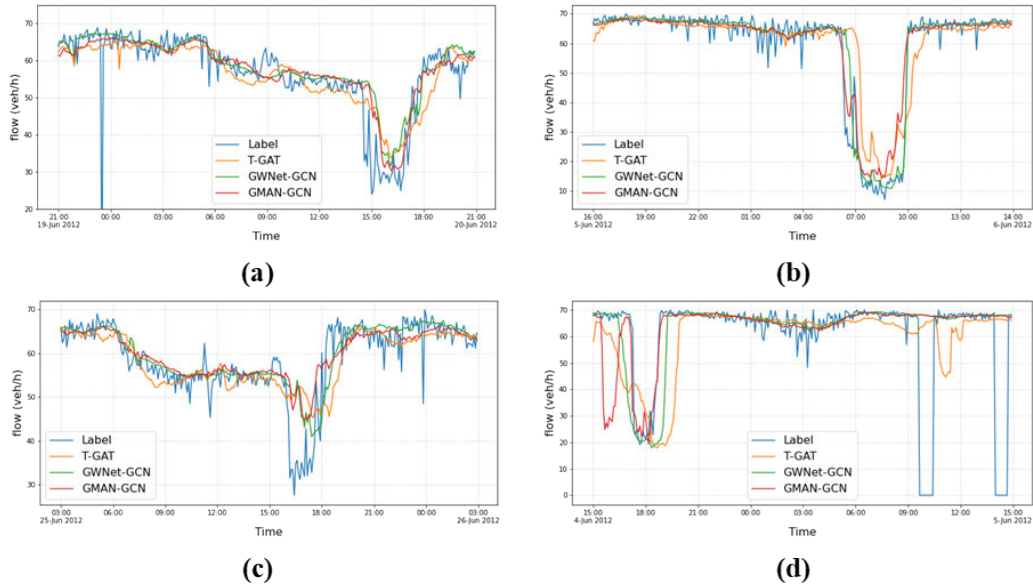 70
60
50
40
30
20
flow (veh/h)
Label
T-GAT
GWNet-GCN
GMAN-GCN
21:00 00:00 03:00 06:00 09:00 12:00 15:00 18:00 21:00
19-Jun 2012 20-Jun 2012
Time
(a)
70
60
50
40
30
20
10
flow (veh/h)
Label
T-GAT
GWNet-GCN
GMAN-GCN
16:00 19:00 22:00 01:00 04:00 07:00 10:00 13:00 14:00
5-Jun 2012 6-Jun 2012
Time
(b)
70
60
50
40
30
flow (veh/h)
Label
T-GAT
GWNet-GCN
GMAN-GCN
03:00 06:00 09:00 12:00 15:00 18:00 21:00 00:00 03:00
25-Jun 2012 26-Jun 2012
Time
(c)
70
60
50
40
30
20
10
0
flow (veh/h)
Label
T-GAT
GWNet-GCN
GMAN-GCN
15:00 18:00 21:00 00:00 03:00 06:00 09:00 12:00 15:00
4-Jun 2012 5-Jun 2012
Time
(d)